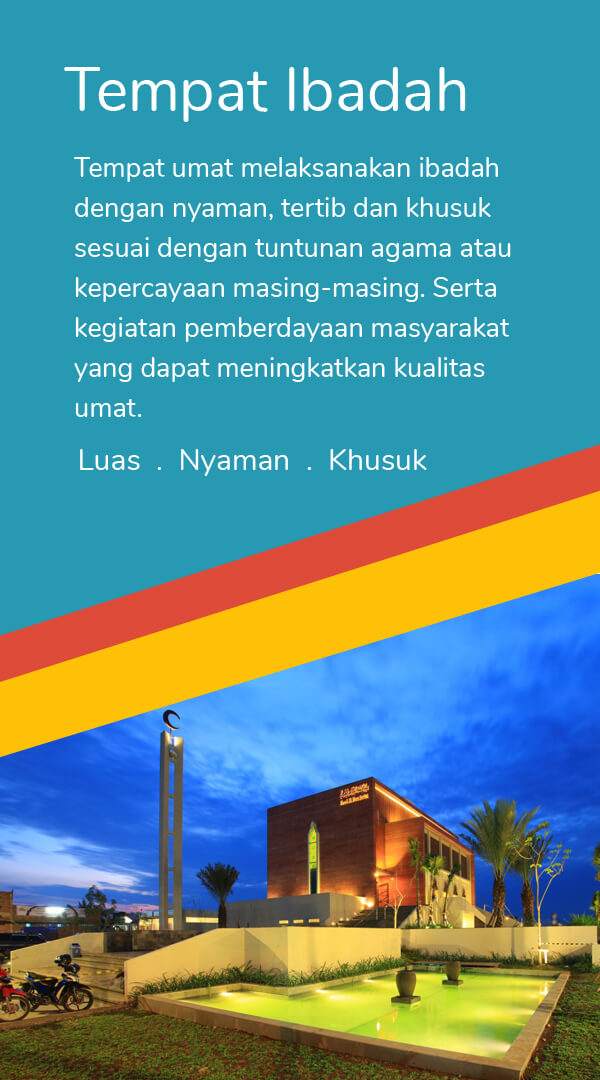 Tempat Ibadah
Tempat umat melaksanakan ibadah
dengan nyaman, tertib dan khusuk
sesuai dengan tuntunan agama atau
kepercayaan masing-masing. Serta
kegiatan pemberdayaan masyarakat
yang dapat meningkatkan kualitas
umat.
Luas . Nyaman . Khusuk